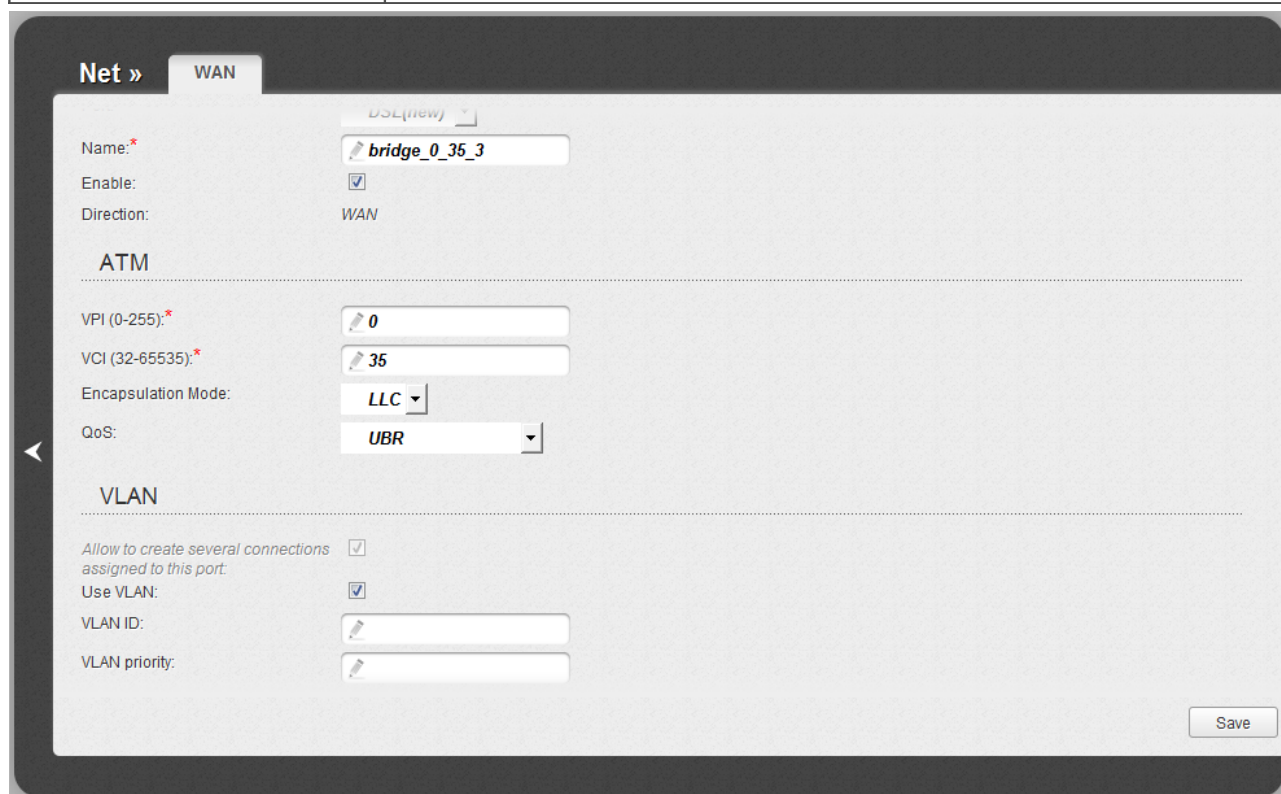 Net » WAN
DSL(new)
Name:* bridge_0_35_3
Enable:
Direction: WAN
ATM
VPI (0-255):* 0
VCI (32-65535):* 35
Encapsulation Mode: LLC
QoS: UBR
VLAN
Allow to create several connections
assigned to this port:
Use VLAN:
VLAN ID:
VLAN priority:
Save